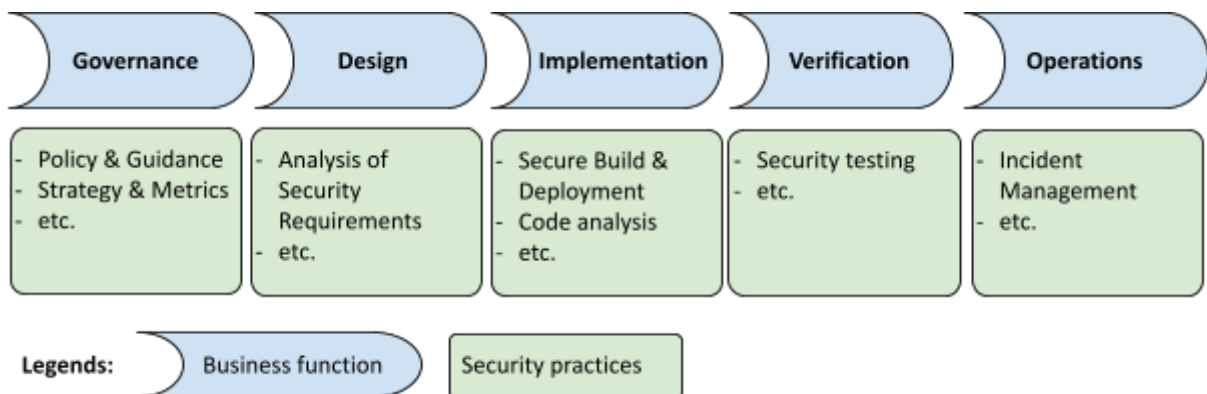 Governance
Design
Implementation
Verification
Operations
- Policy & Guidance
- Strategy & Metrics
- etc.
- Analysis of
Security
Requirements
- etc.
- Secure Build &
Deployment
- Code analysis
- etc.
- Security testing
- etc.
- Incident
Management
- etc.
Legends:
Business function
Security practices